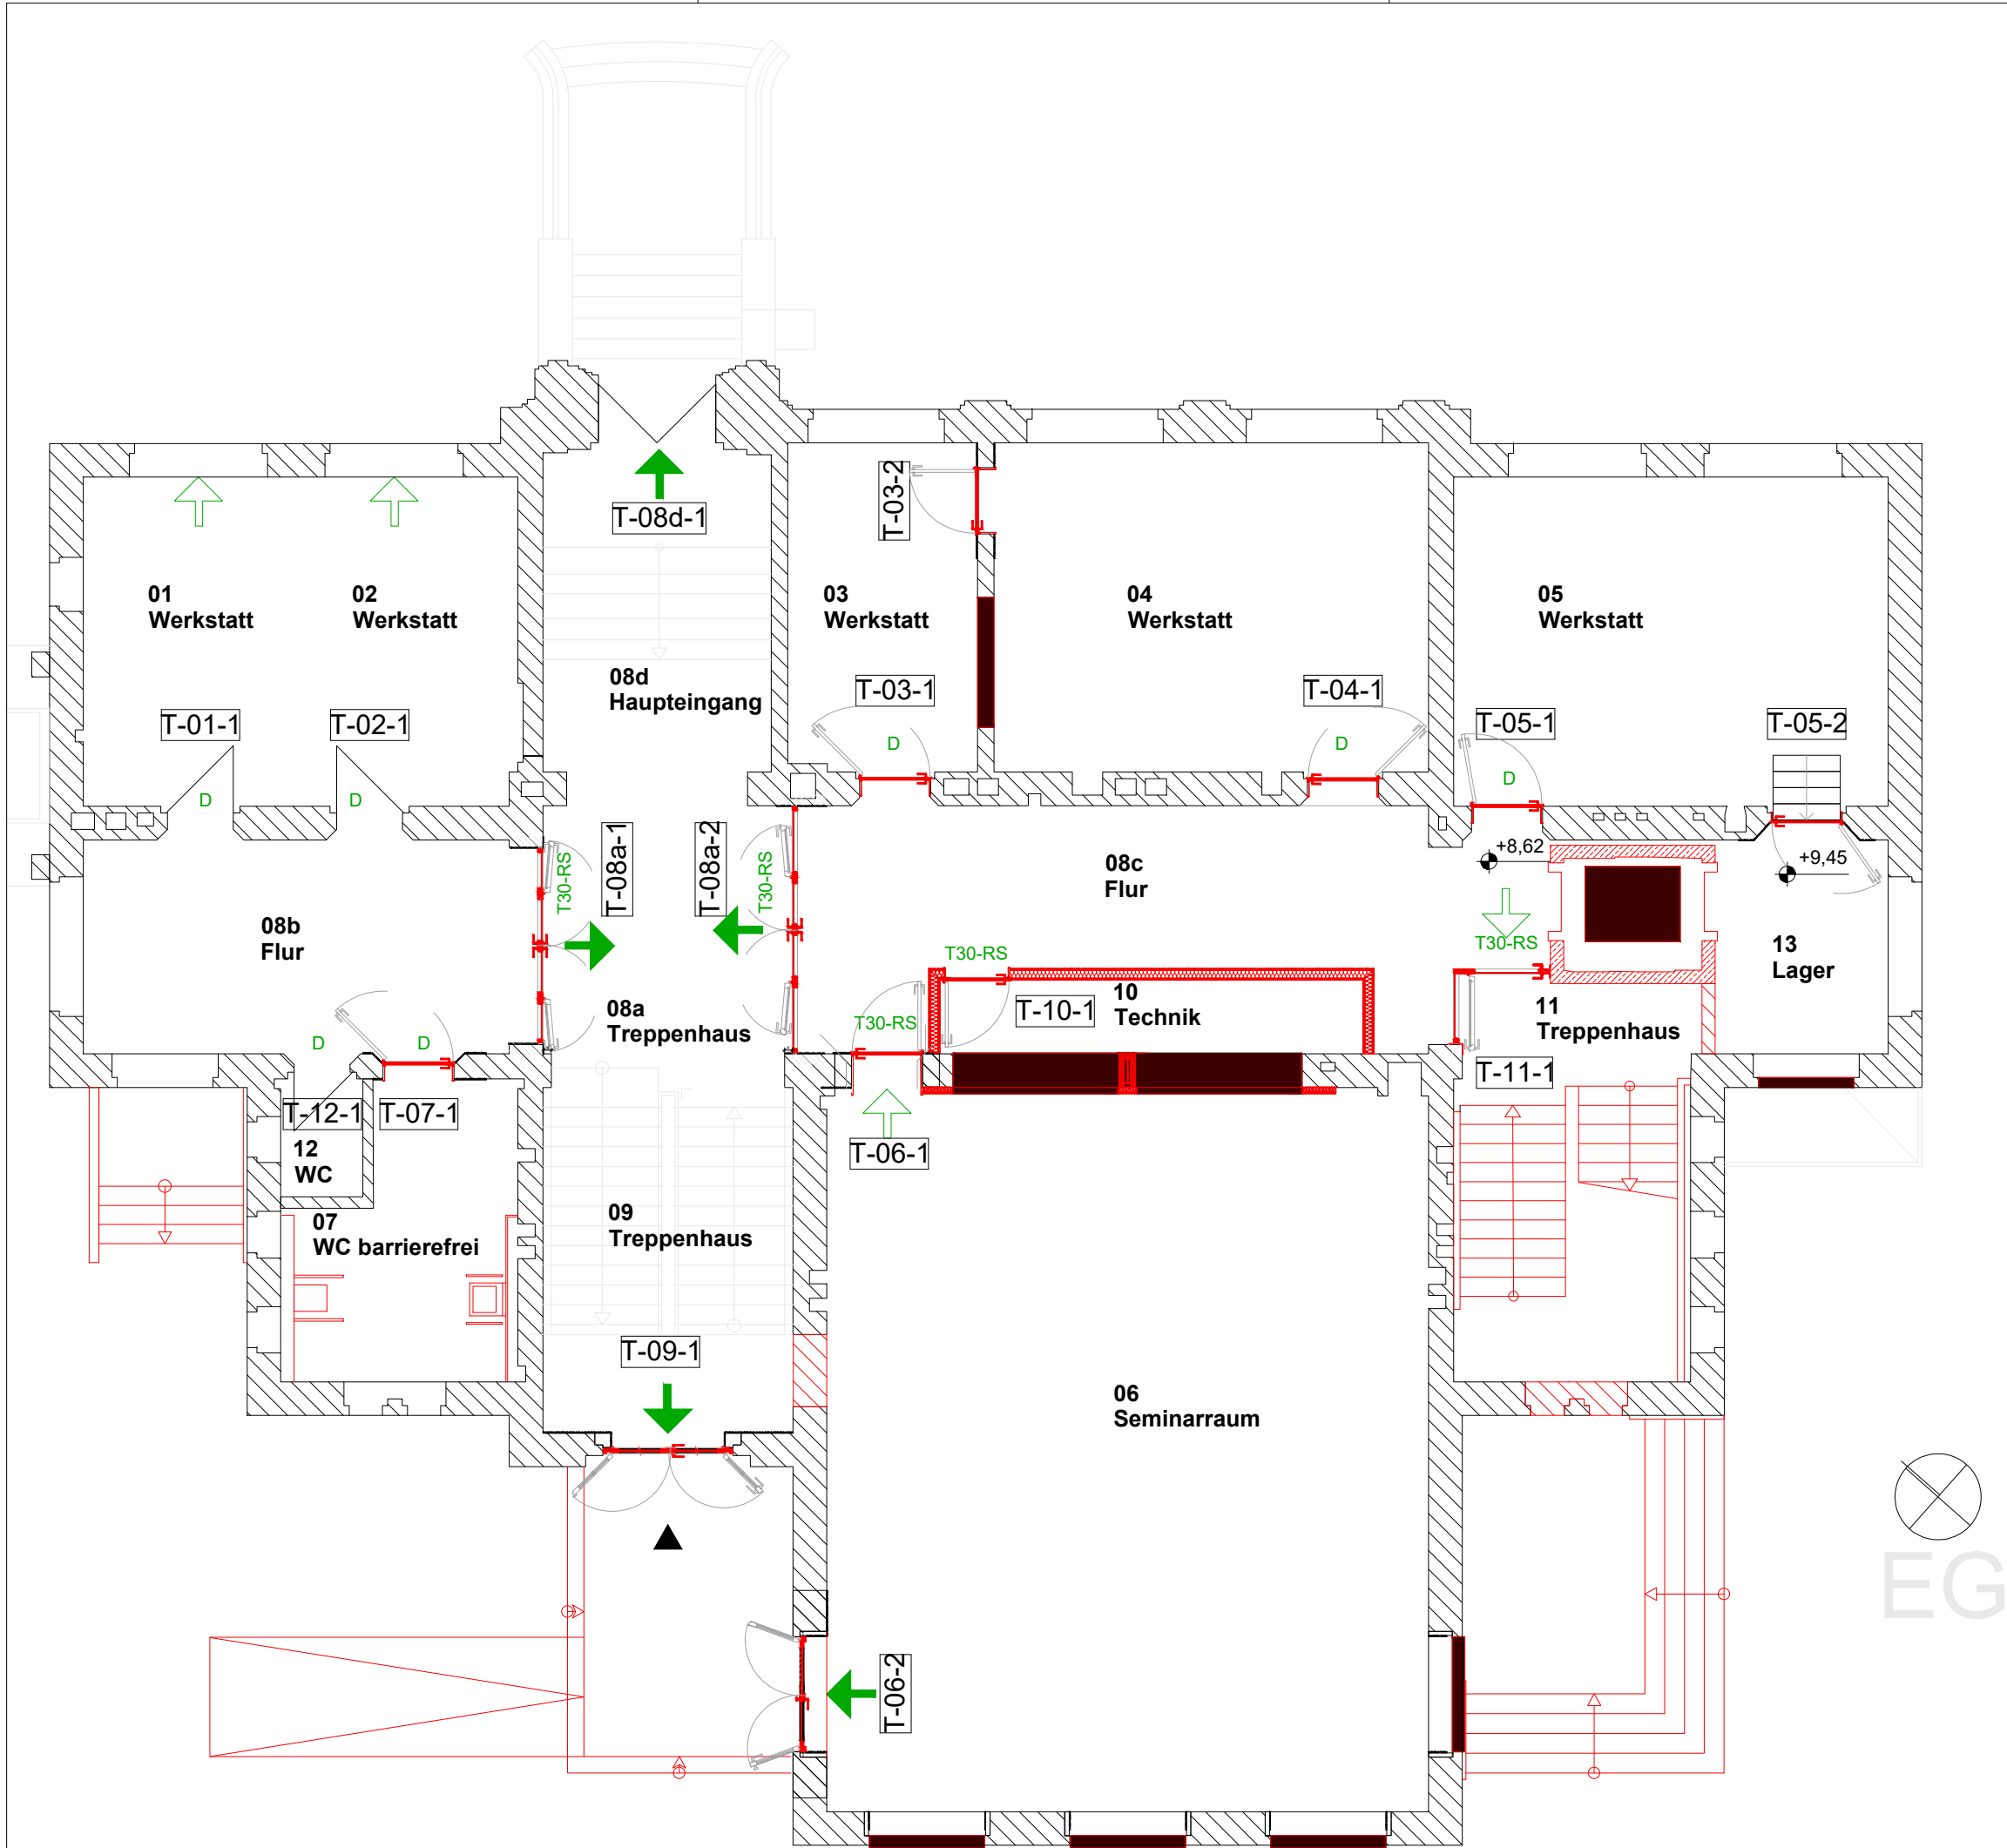 T-08d-1
T-03-2
01
Werkstatt
02
Werkstatt
03
Werkstatt
04
Werkstatt
05
Werkstatt
08d
Haupteingang
T-03-1
T-04-1
T-01-1
T-02-1
T-05-1
T-05-2
D
D
D
D
D
T-08a-1
T-08a-2
T30-RS
T30-RS
+8,62
+9,45
08c
Flur
08b
Flur
T30-RS
T30-RS
13
Lager
10
Technik
T-10-1
11
Treppenhaus
08a
Treppenhaus
T30-RS
D
D
T-11-1
T-12-1
T-07-1
T-06-1
12
WC
07
WC barrierefrei
09
Treppenhaus
T-09-1
06
Seminarraum
EG
T-06-2